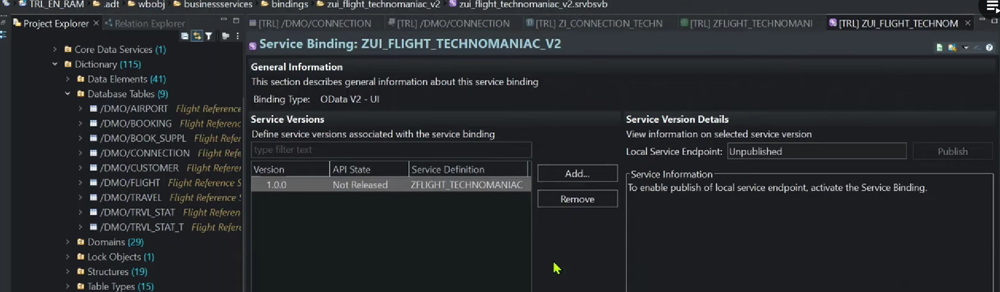 TRL_EN_RAM > .adt > wbobj > businessservices > bindings > zui_flight_technomaniac_v2 > zui_flight_technomaniac_v2.srvbsvb
Project Explorer
Relation Explorer
[TRL] /DMO/CONNECTION
[TRL] /DMO/CONNECTION
[TRL] ZI_CONNECTION_TECHN
[TRL] ZFLIGHT_TECHNOMANI
[TRL] ZUI_FLIGHT_TECHNOM
Core Data Services (1)
Dictionary (115)
Data Elements (41)
Database Tables (9)
/DMO/AIRPORT Flight Reference
/DMO/BOOKING Flight Referenc
/DMO/BOOK_SUPPL Flight Refer
/DMO/CONNECTION Flight Refe
/DMO/CUSTOMER Flight Refer
/DMO/FLIGHT Flight Reference S
/DMO/TRAVEL Flight Reference
/DMO/TRVL_STAT Flight Referen
/DMO/TRVL_STAT_T Flight Refer
Domains (29)
Lock Objects (1)
Structures (19)
Table Types (15)
Service Binding: ZUI_FLIGHT_TECHNOMANIAC_V2
General Information
This section describes general information about this service binding
Binding Type: OData V2 - UI
Service Versions
Define service versions associated with the service binding
type filter text
Version API State Service Definition
1.0.0 Not Released ZFLIGHT_TECHNOMANIAC
Add...
Remove
Service Version Details
View information on selected service version
Local Service Endpoint: Unpublished Publish
Service Information
To enable publish of local service endpoint, activate the Service Binding.